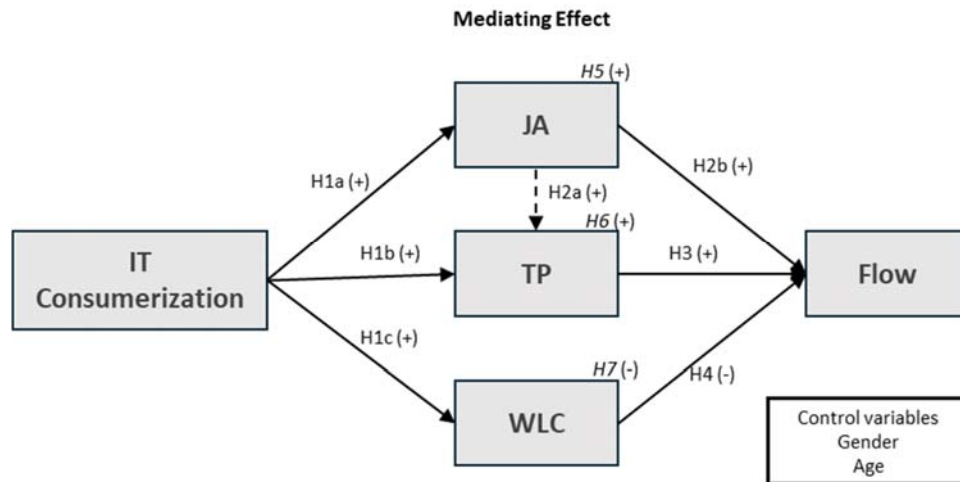 Mediating Effect
H5 (+)
JA
H1a (+)
H2b (+)
H2a (+)
H6 (+)
IT
Consumerization
H1b (+)
TP
H3 (+)
Flow
H1c (+)
H7 (-)
H4 (-)
WLC
Control variables
Gender
Age